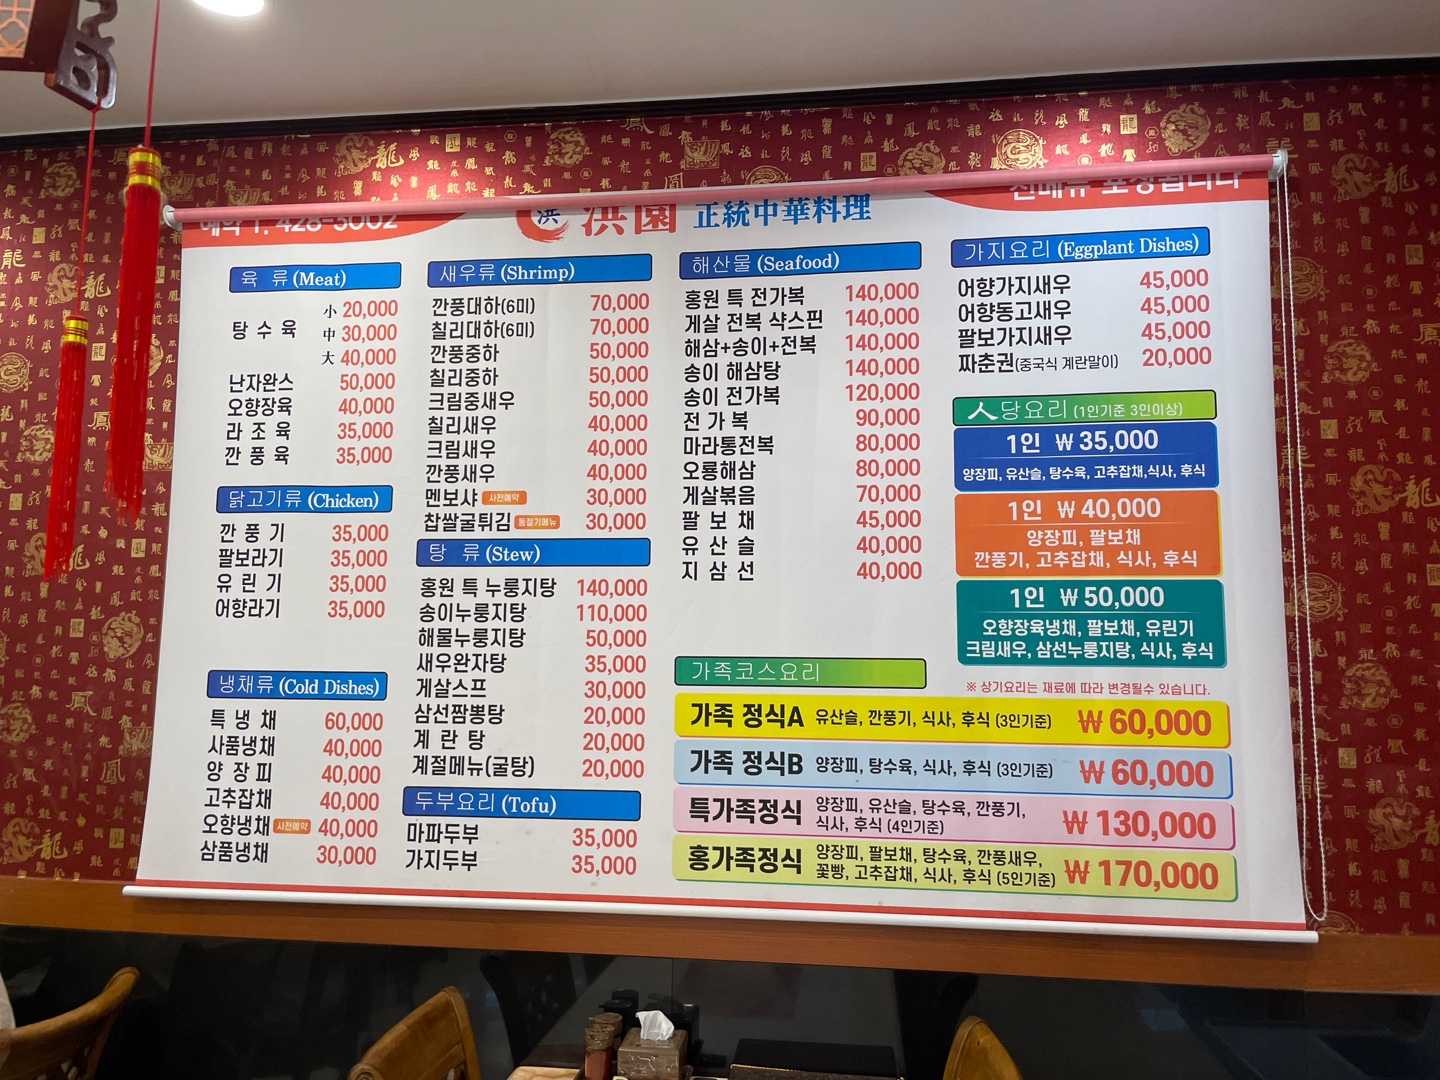 예약 T. 428-3002
洪 洪園 正統中華料理
전메뉴 포장됩니다
육 류 (Meat)
탕 수 육
小 20,000
中 30,000
大 40,000
난자완스 50,000
오향장육 40,000
라 조 육 35,000
깐 풍 육 35,000
닭고기류 (Chicken)
깐 풍 기 35,000
팔보라기 35,000
유 린 기 35,000
어향라기 35,000
냉채류 (Cold Dishes)
특 냉 채 60,000
사품냉채 40,000
양 장 피 40,000
고추잡채 40,000
오향냉채 사전예약 40,000
삼품냉채 30,000
새우류 (Shrimp)
깐풍대하(6미) 70,000
칠리대하(6미) 70,000
깐풍중하 50,000
칠리중하 50,000
크림중새우 50,000
칠리새우 40,000
크림새우 40,000
깐풍새우 40,000
멘보샤 사전예약 30,000
찹쌀굴튀김 동절기메뉴 30,000
탕 류 (Stew)
홍원 특 누룽지탕 140,000
송이누룽지탕 110,000
해물누룽지탕 50,000
새우완자탕 35,000
게살스프 30,000
삼선짬뽕탕 20,000
계 란 탕 20,000
계절메뉴(굴탕) 20,000
두부요리 (Tofu)
마파두부 35,000
가지두부 35,000
해산물 (Seafood)
홍원 특 전가복 140,000
게살 전복 샥스핀 140,000
해삼+송이+전복 140,000
송이 해삼탕 140,000
송이 전가복 120,000
전 가 복 90,000
마라통전복 80,000
오룡해삼 80,000
게살볶음 70,000
팔 보 채 45,000
유 산 슬 40,000
지 삼 선 40,000
가지요리 (Eggplant Dishes)
어향가지새우 45,000
어향동고새우 45,000
팔보가지새우 45,000
짜춘권(중국식 계란말이) 20,000
人당요리 (1인기준 3인이상)
1인 ₩35,000
양장피, 유산슬, 탕수육, 고추잡채,식사, 후식
1인 ₩40,000
양장피, 팔보채
깐풍기, 고추잡채, 식사, 후식
1인 ₩50,000
오향장육냉채, 팔보채, 유린기
크림새우, 삼선누룽지탕, 식사, 후식
※ 상기요리는 재료에 따라 변경될수 있습니다.
가족코스요리
가족 정식A 유산슬, 깐풍기, 식사, 후식 (3인기준) ₩60,000
가족 정식B 양장피, 탕수육, 식사, 후식 (3인기준) ₩60,000
특가족정식 양장피, 유산슬, 탕수육, 깐풍기,
식사, 후식 (4인기준) ₩130,000
홍가족정식 양장피, 팔보채, 탕수육, 깐풍새우,
꽃빵, 고추잡채, 식사, 후식 (5인기준) ₩170,000